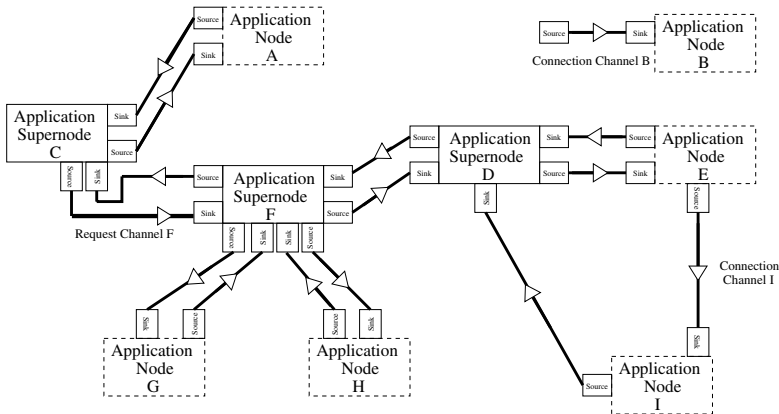 Source
Application
Node
A
Sink
Source
Sink
Application
Node
B
Connection Channel B
Application
Supernode
C
Sink
Source
Source
Sink
Source
Sink
Application
Supernode
F
Sink
Source
Request Channel F
Source
Sink
Sink
Source
Source
Sink
Application
Supernode
D
Sink
Source
Sink
Source
Sink
Application
Node
E
Source
Connection
Channel I
Sink
Source
Application
Node
G
Source
Sink
Application
Node
H
Sink
Source
Application
Node
I